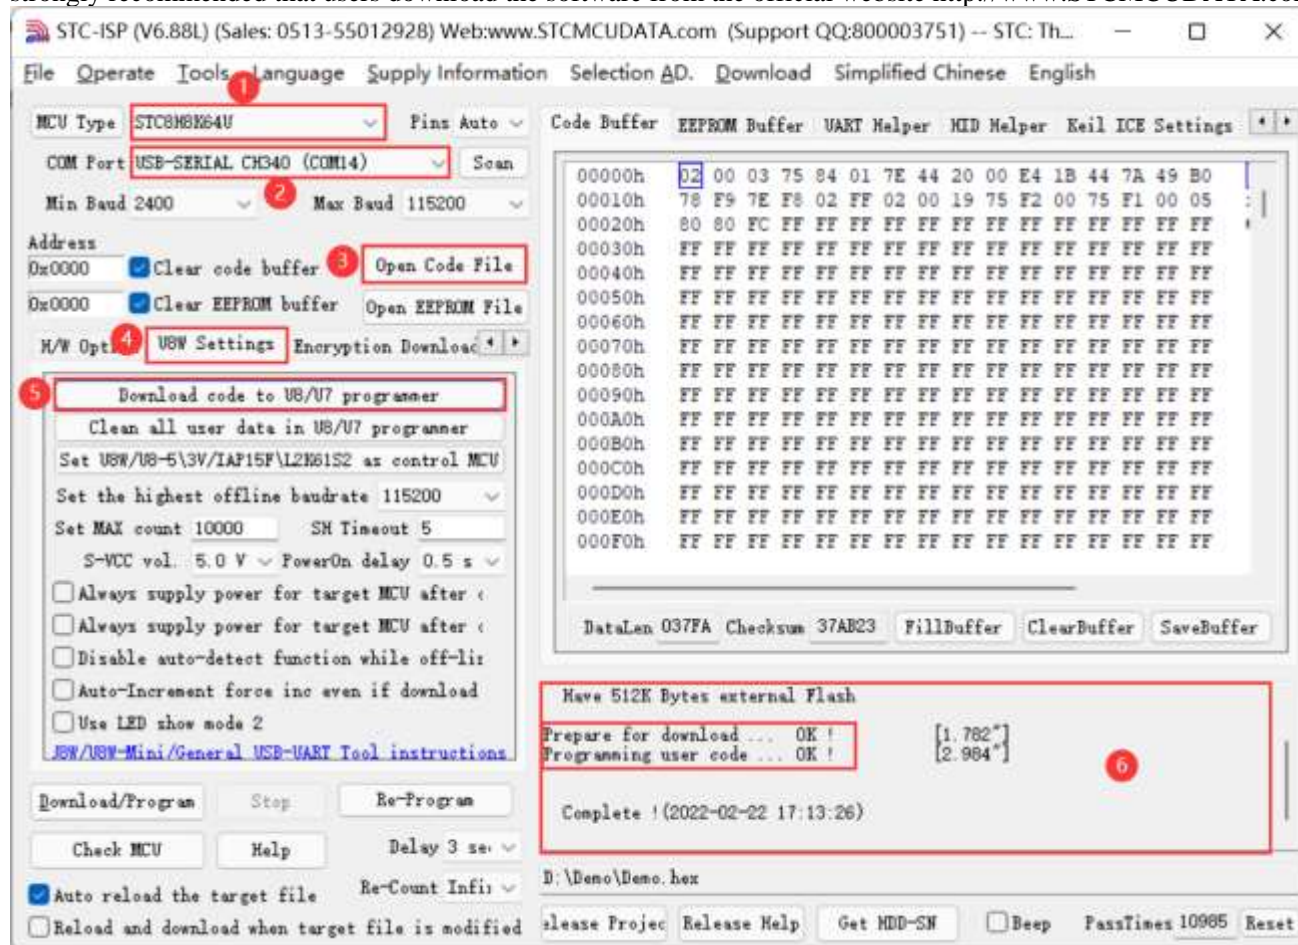 strongly recommended that users download the software from the official website http://www.STCMCUDATA.com
STC-ISP (V6.88L) (Sales: 0513-55012928) Web:www.STCMCUDATA.com (Support QQ:800003751) -- STC: Th...
File Operate Tools Language Supply Information Selection AD. Download Simplified Chinese English
1
MCU Type STC8H8K64U Pins Auto
COM Port USB-SERIAL CH340 (COM14) Scan
2
Min Baud 2400 Max Baud 115200
Address
0x0000 Clear code buffer 3 Open Code File
0x0000 Clear EEPROM buffer Open EEPROM File
H/W Opt 4 U8W Settings Encryption Download
5 Download code to U8/U7 programmer
Clean all user data in U8/U7 programmer
Set U8W/U8-5\3V/IAP15F\L2K61S2 as control MCU
Set the highest offline baudrate 115200
Set MAX count 10000 SH Timeout 5
S-VCC vol. 5.0 V PowerOn delay 0.5 s
Always supply power for target MCU after
Always supply power for target MCU after
Disable auto-detect function while off-li
Auto-Increment force inc even if download
Use LED show mode 2
U8W/U8W-Mini/General USB-UART Tool instructions
Download/Program Stop Re-Program
Check MCU Help Delay 3 se
Auto reload the target file Re-Count Infi
Reload and download when target file is modified
Code Buffer EEPROM Buffer UART Helper HID Helper Keil ICE Settings
00000h 02 00 03 75 84 01 7E 44 20 00 E4 1B 44 7A 49 B0
00010h 78 F9 7E F8 02 FF 02 00 19 75 F2 00 75 F1 00 05
00020h 80 80 FC FF FF FF FF FF FF FF FF FF FF FF FF FF
00030h FF FF FF FF FF FF FF FF FF FF FF FF FF FF FF FF
00040h FF FF FF FF FF FF FF FF FF FF FF FF FF FF FF FF
00050h FF FF FF FF FF FF FF FF FF FF FF FF FF FF FF FF
00060h FF FF FF FF FF FF FF FF FF FF FF FF FF FF FF FF
00070h FF FF FF FF FF FF FF FF FF FF FF FF FF FF FF FF
00080h FF FF FF FF FF FF FF FF FF FF FF FF FF FF FF FF
00090h FF FF FF FF FF FF FF FF FF FF FF FF FF FF FF FF
000A0h FF FF FF FF FF FF FF FF FF FF FF FF FF FF FF FF
000B0h FF FF FF FF FF FF FF FF FF FF FF FF FF FF FF FF
000C0h FF FF FF FF FF FF FF FF FF FF FF FF FF FF FF FF
000D0h FF FF FF FF FF FF FF FF FF FF FF FF FF FF FF FF
000E0h FF FF FF FF FF FF FF FF FF FF FF FF FF FF FF FF
000F0h FF FF FF FF FF FF FF FF FF FF FF FF FF FF FF FF
DataLen 037FA Checksum 37AB23 FillBuffer ClearBuffer SaveBuffer
Have 512K Bytes external Flash
Prepare for download ... OK ! [1.782"]
Programming user code ... OK ! [2.984"]
6
Complete !(2022-02-22 17:13:26)
D:\Demo\Demo.hex
elease Projec Release Help Get HDD-SN Beep PassTimes 10985 Reset